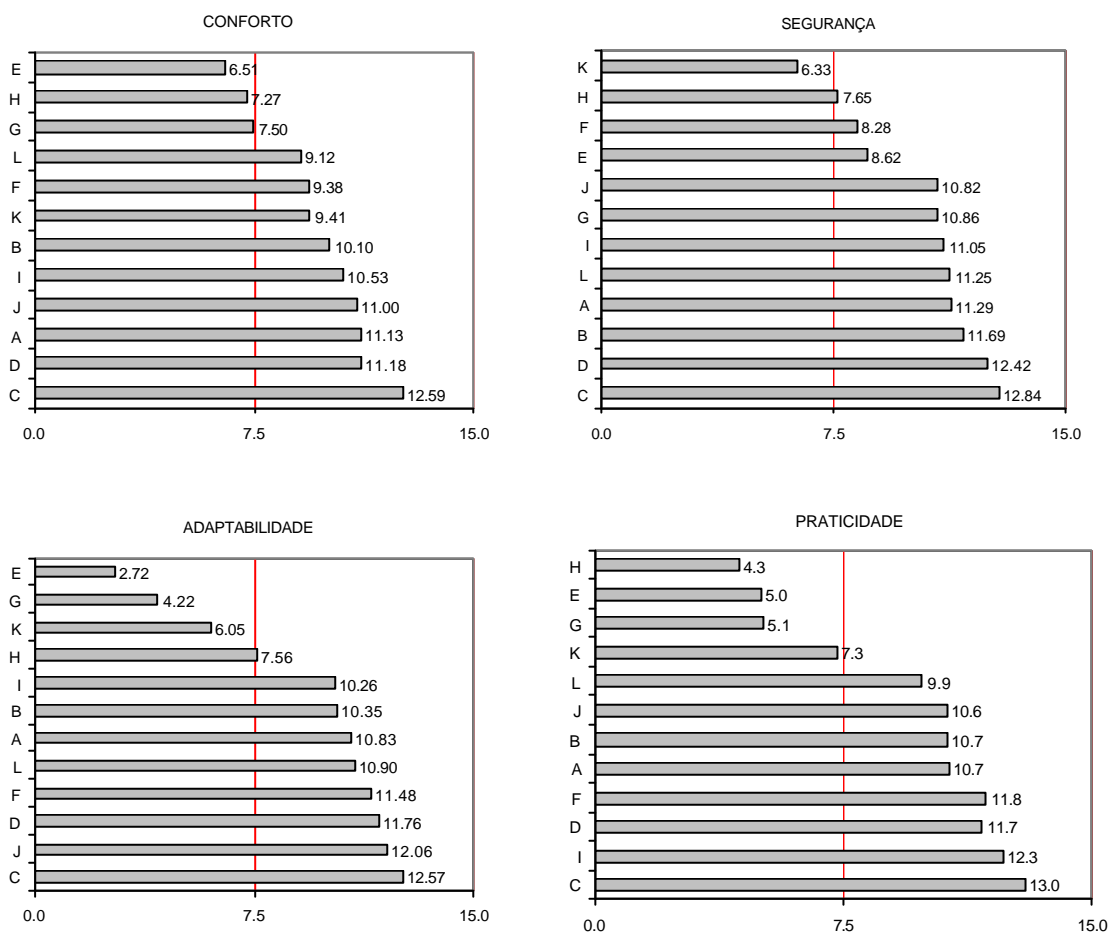 CONFORTO
E 6.51
H 7.27
G 7.50
L 9.12
F 9.38
K 9.41
B 10.10
I 10.53
J 11.00
A 11.13
D 11.18
C 12.59
0.0 7.5 15.0
SEGURANÇA
K 6.33
H 7.65
F 8.28
E 8.62
J 10.82
G 10.86
I 11.05
L 11.25
A 11.29
B 11.69
D 12.42
C 12.84
0.0 7.5 15.0
ADAPTABILIDADE
E 2.72
G 4.22
K 6.05
H 7.56
I 10.26
B 10.35
A 10.83
L 10.90
F 11.48
D 11.76
J 12.06
C 12.57
0.0 7.5 15.0
PRATICIDADE
H 4.3
E 5.0
G 5.1
K 7.3
L 9.9
J 10.6
B 10.7
A 10.7
F 11.8
D 11.7
I 12.3
C 13.0
0.0 7.5 15.0